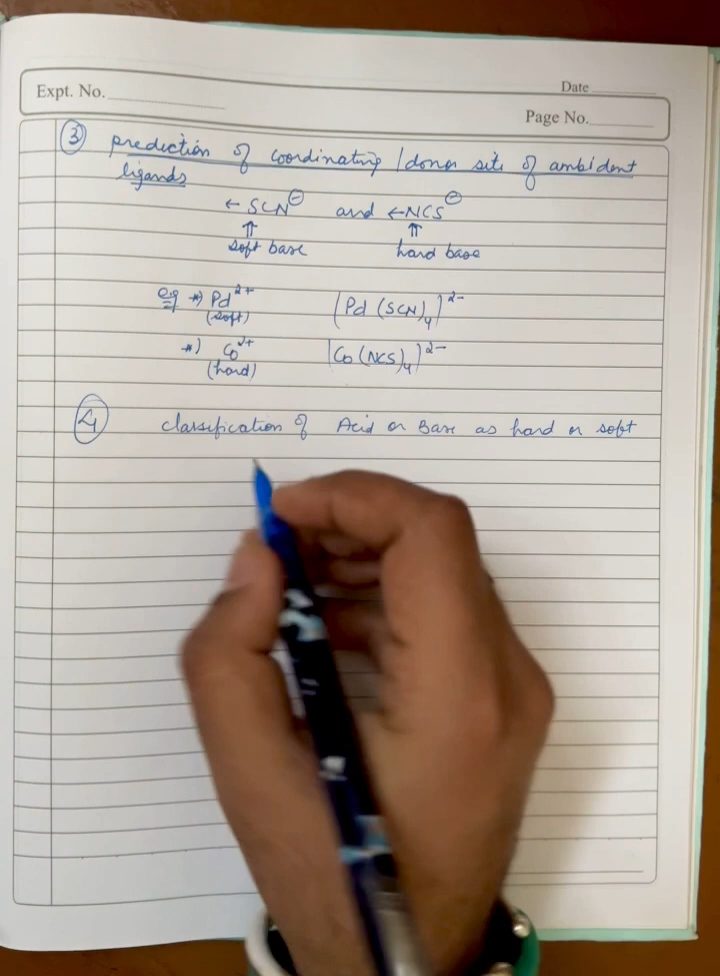 Expt. No.
Date
Page No.
③ prediction of coordinating / donor site of ambident
ligands
← SCN⊖ and ←NCS⊖
⇑ ⇑
soft base hard base
e.g *) Pd²⁺ [Pd (SCN)₄]²⁻
(soft)
*) Co²⁺ [Co (NCS)₄]²⁻
(hard)
④ classification of Acid or Base as hard or soft